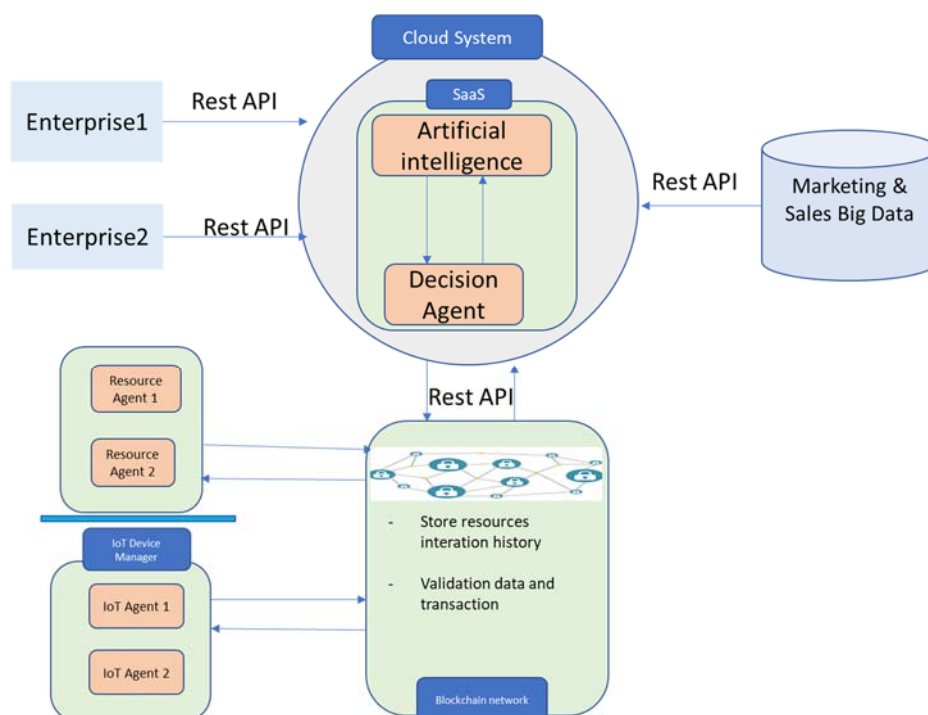 Cloud System
SaaS
Rest API
Enterprise1
Artificial
intelligence
Rest API
Marketing &
Sales Big Data
Rest API
Enterprise2
Decision
Agent
Rest API
Resource
Agent 1
Resource
Agent 2
- Store resources
interation history
- Validation data and
transaction
IoT Device
Manager
IoT Agent 1
IoT Agent 2
Blockchain network